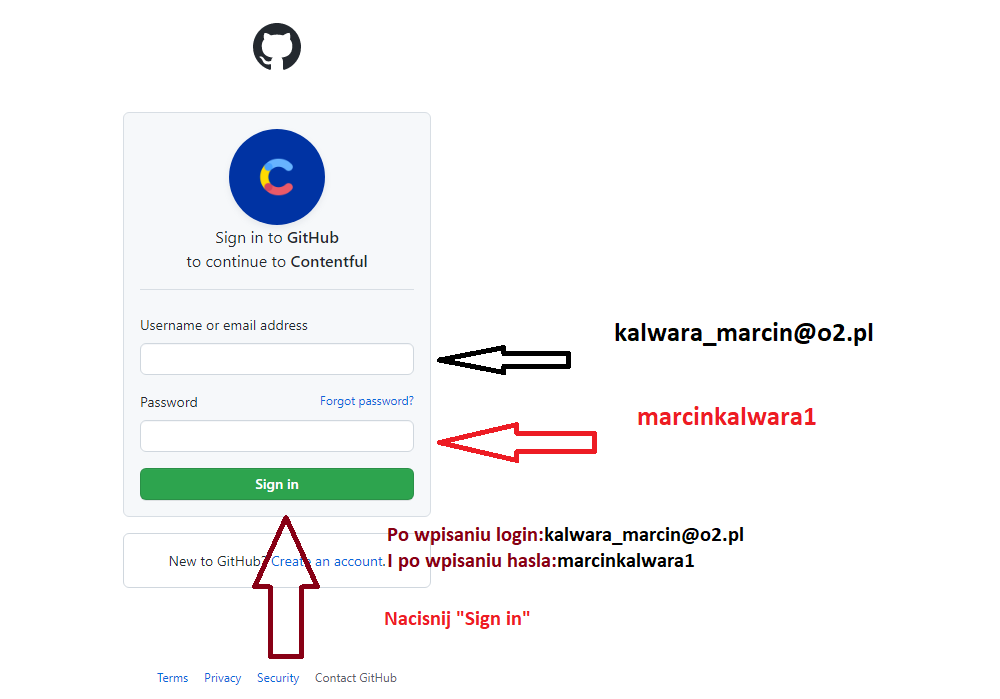 Sign in to GitHub
to continue to Contentful
Username or email address
kalwara_marcin@o2.pl
Password
Forgot password?
marcinkalwara1
Sign in
Po wpisaniu login:kalwara_marcin@o2.pl
I po wpisaniu hasla:marcinkalwara1
New to GitHub? Create an account.
Nacisnij "Sign in"
Terms Privacy Security Contact GitHub